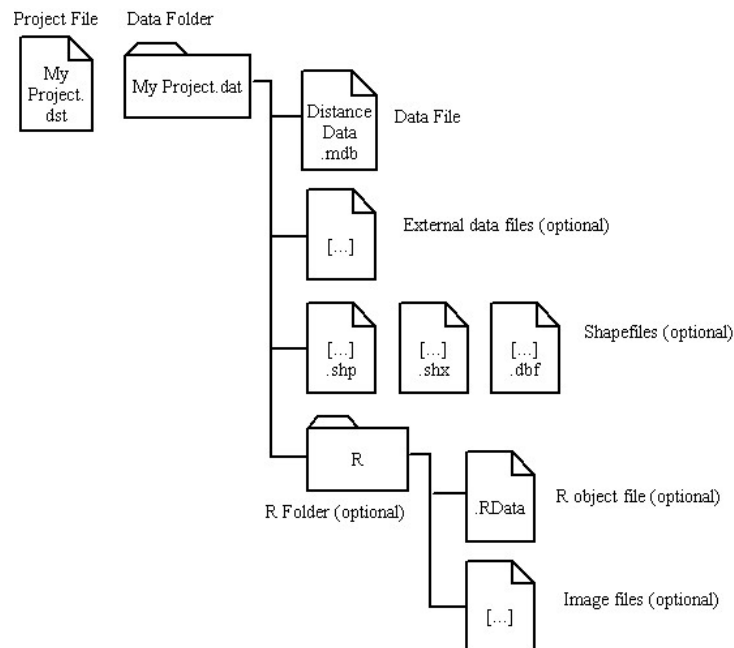 Project File
Data Folder
My
Project.
dst
My Project.dat
Distance
Data
.mdb
Data File
[...]
External data files (optional)
[...]
.shp
[...]
.shx
[...]
.dbf
Shapefiles (optional)
R
R Folder (optional)
.RData
R object file (optional)
[...]
Image files (optional)